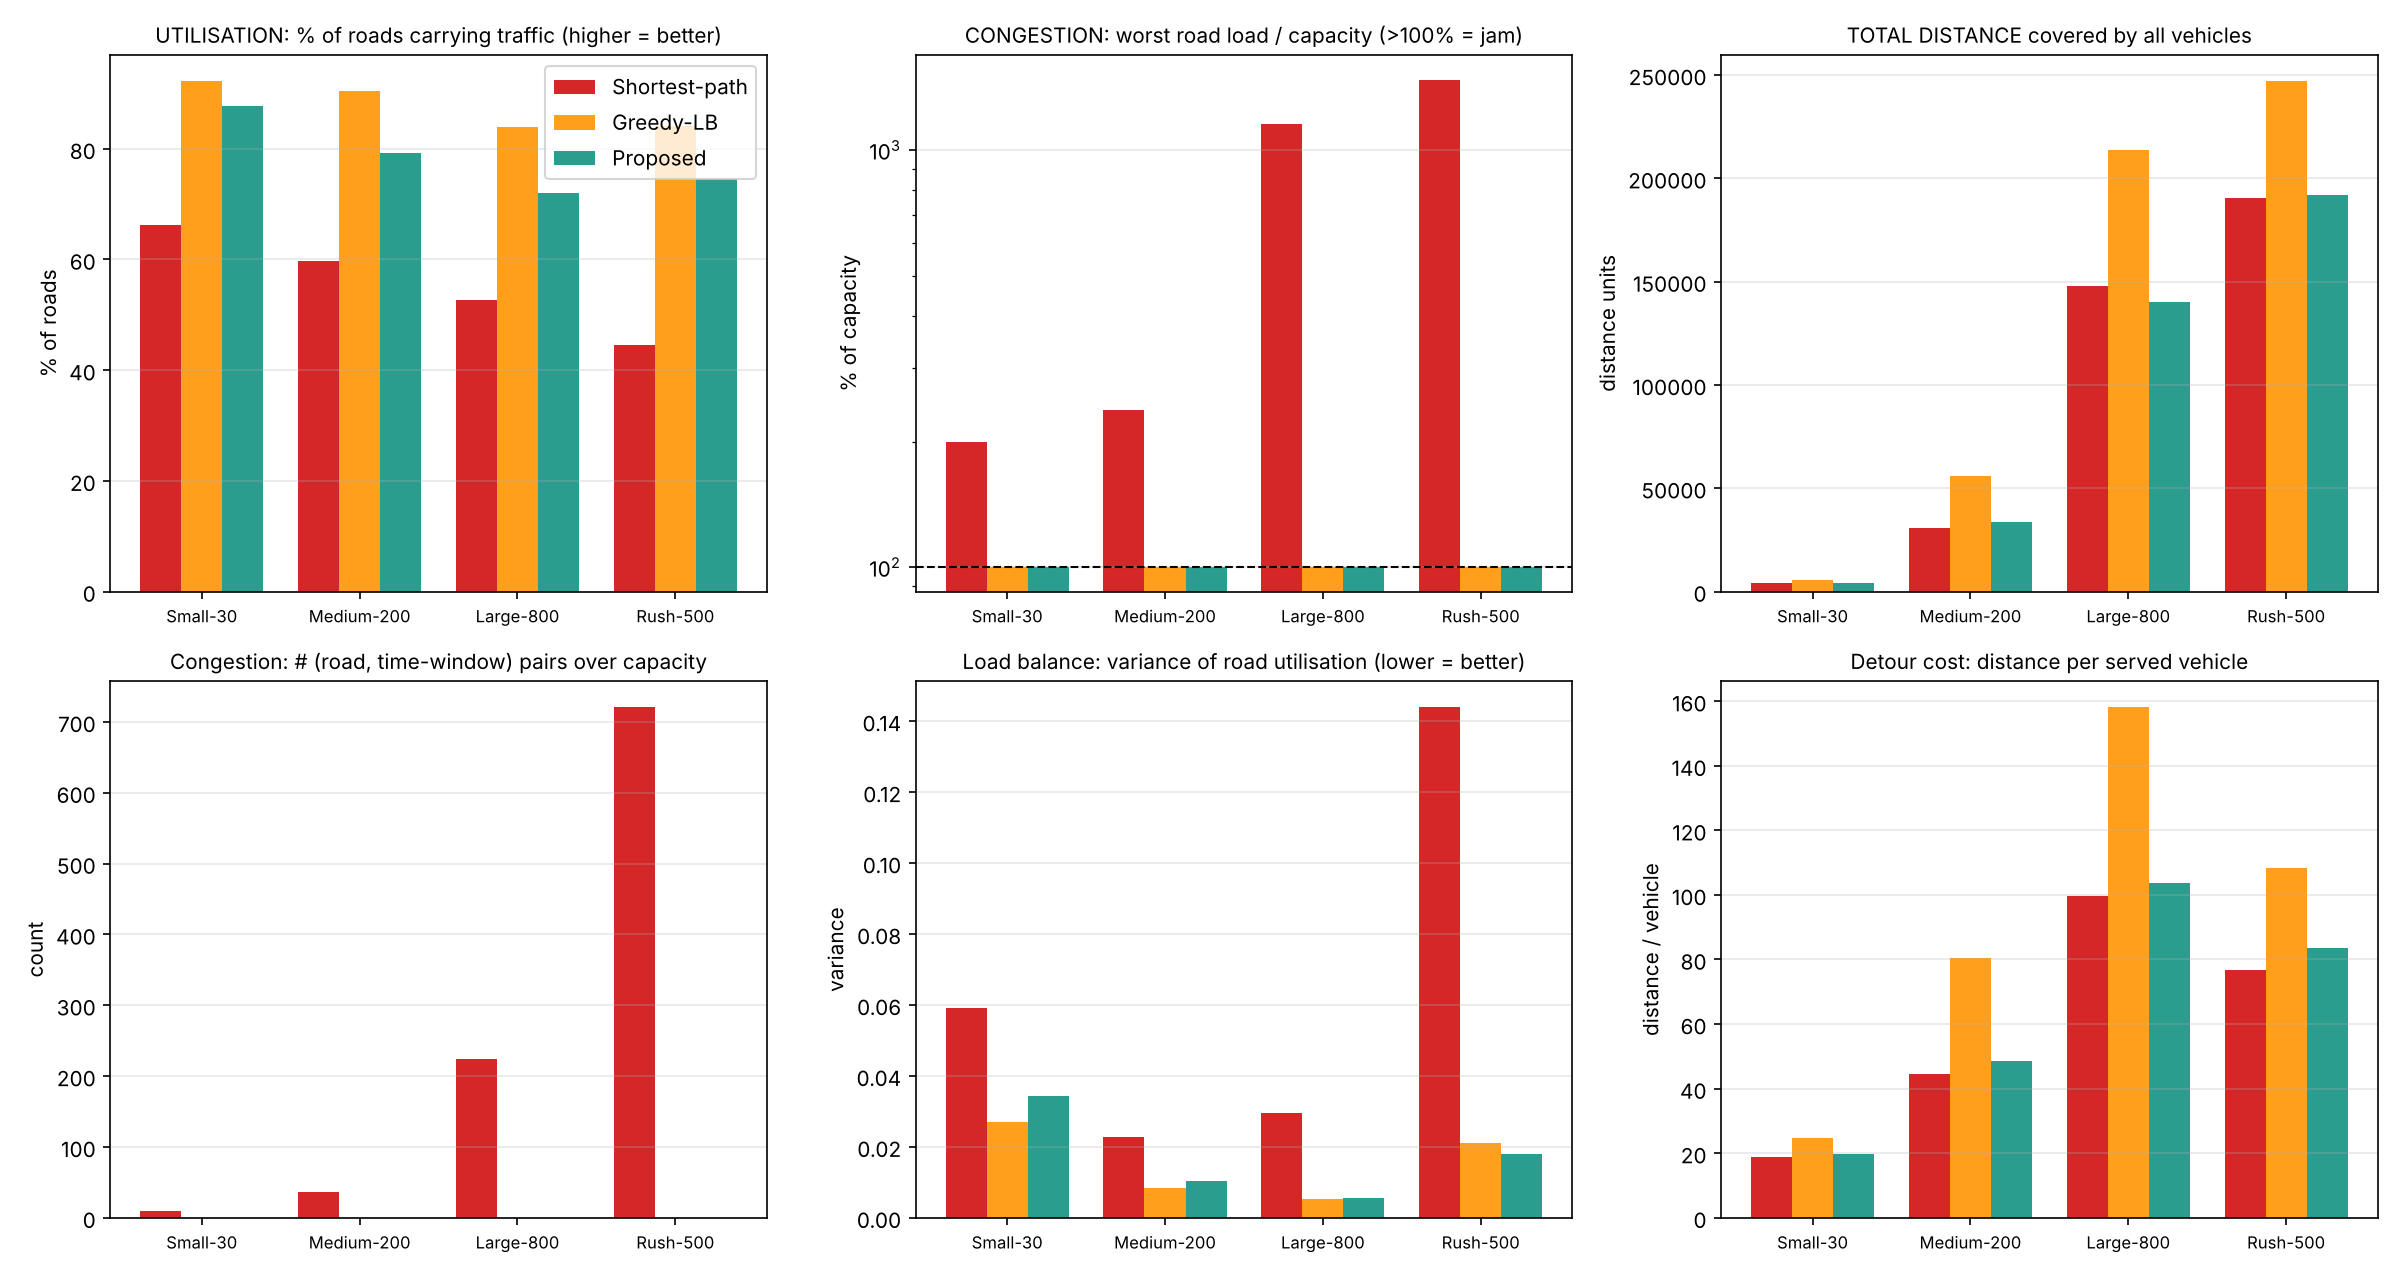 UTILISATION: % of roads carrying traffic (higher = better)
% of roads
80
60
40
20
0
Shortest-path
Greedy-LB
Proposed
Small-30
Medium-200
Large-800
Rush-500
CONGESTION: worst road load / capacity (>100% = jam)
% of capacity
10³
10²
Small-30
Medium-200
Large-800
Rush-500
TOTAL DISTANCE covered by all vehicles
distance units
250000
200000
150000
100000
50000
0
Small-30
Medium-200
Large-800
Rush-500
Congestion: # (road, time-window) pairs over capacity
count
700
600
500
400
300
200
100
0
Small-30
Medium-200
Large-800
Rush-500
Load balance: variance of road utilisation (lower = better)
variance
0.14
0.12
0.10
0.08
0.06
0.04
0.02
0.00
Small-30
Medium-200
Large-800
Rush-500
Detour cost: distance per served vehicle
distance / vehicle
160
140
120
100
80
60
40
20
0
Small-30
Medium-200
Large-800
Rush-500